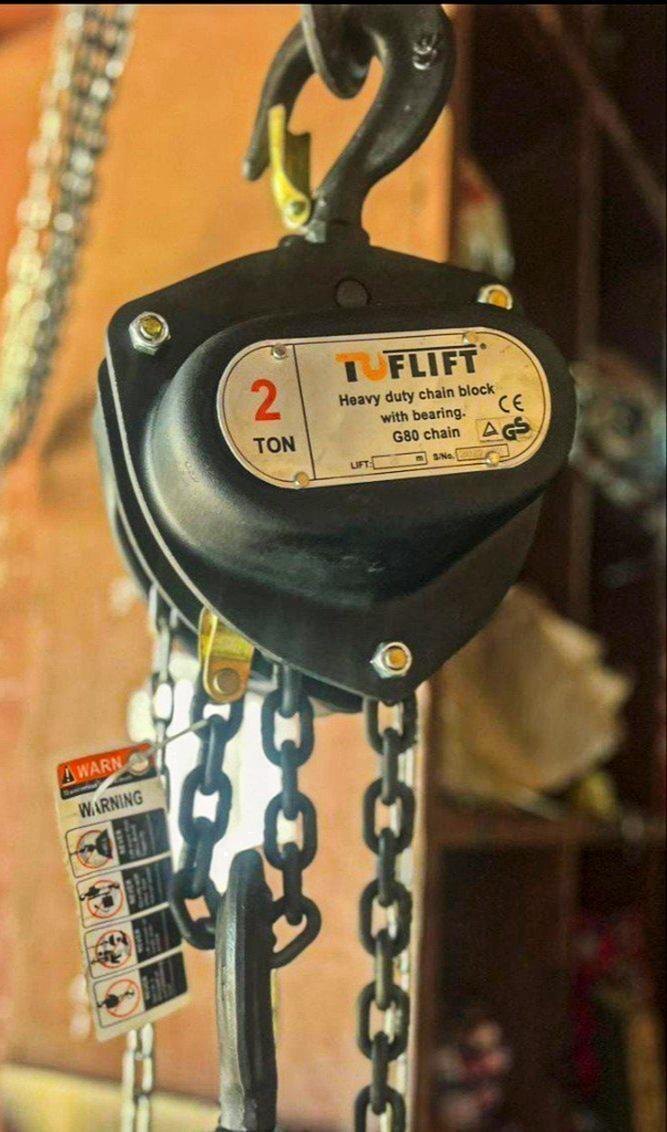 TUFLIFT®
Heavy duty chain block
with bearing.
G80 chain
CE
GS
2
TON
LIFT: m S/No.
WARN
WARNING